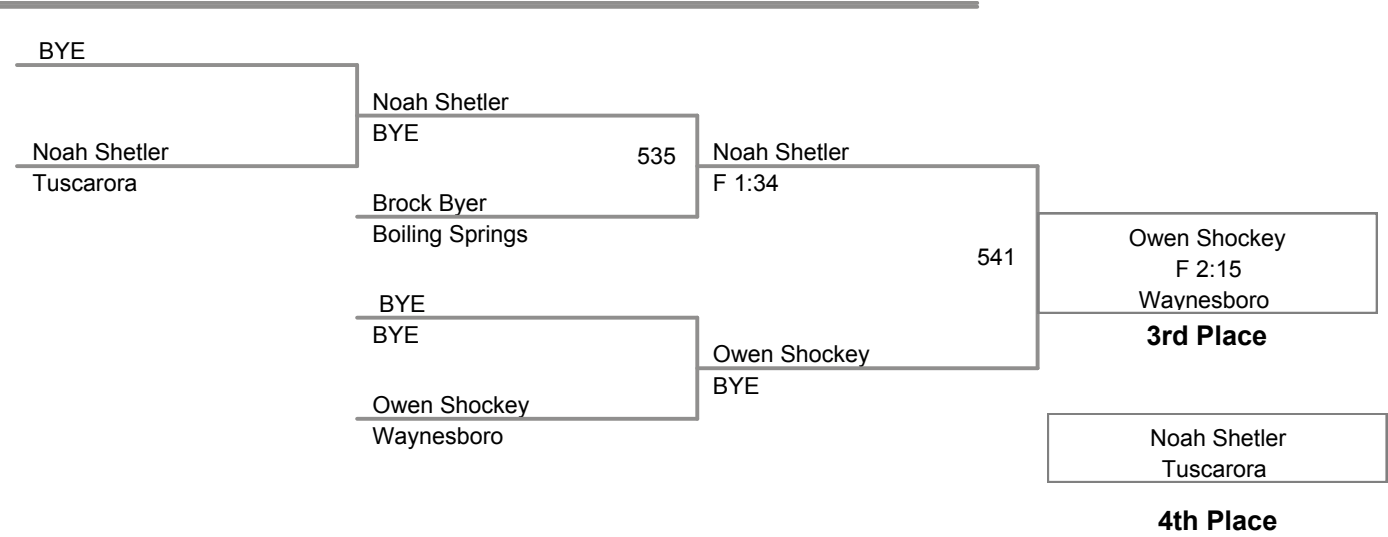 BYE
Noah Shetler
BYE
Noah Shetler
Tuscarora
535
Noah Shetler
F 1:34
Brock Byer
Boiling Springs
541
Owen Shockey
F 2:15
Waynesboro
3rd Place
BYE
BYE
Owen Shockey
BYE
Owen Shockey
Waynesboro
Noah Shetler
Tuscarora
4th Place